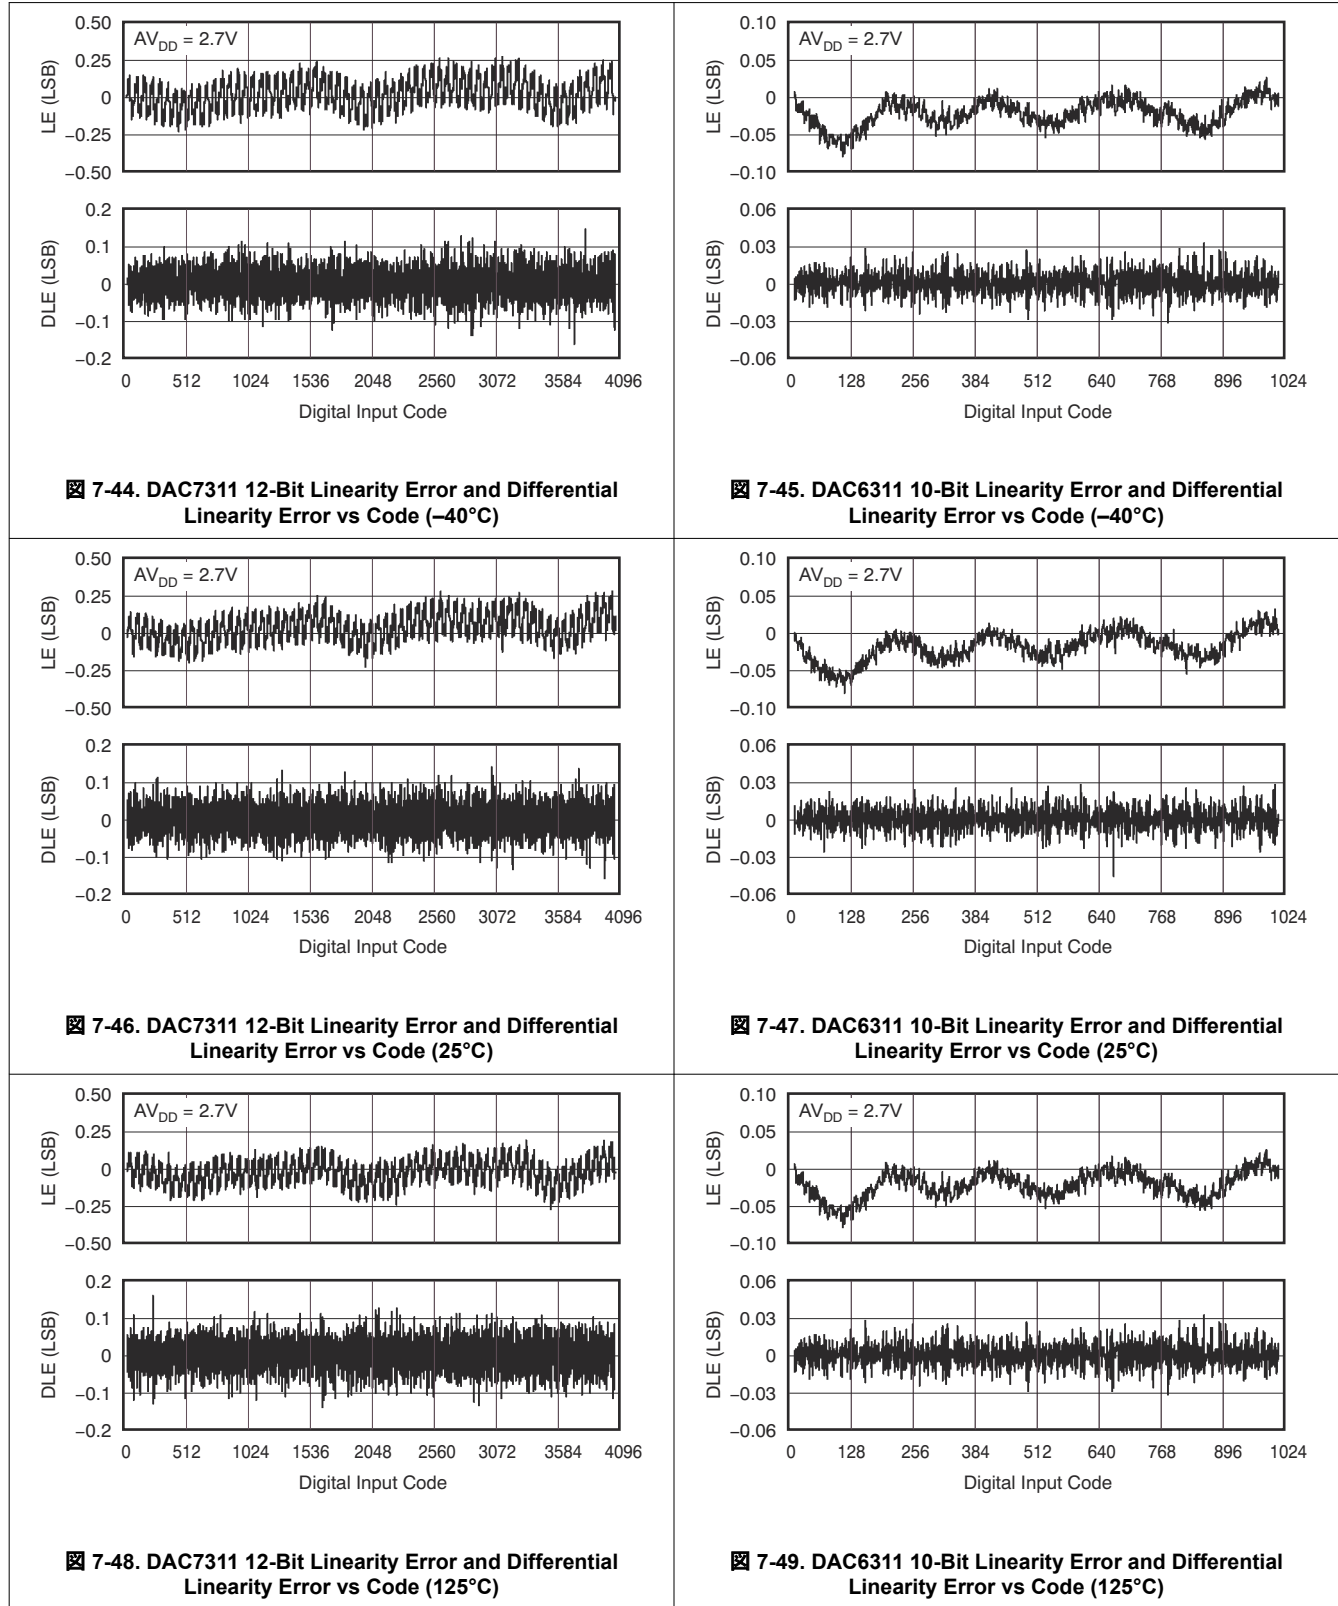 0.50
AVDD = 2.7V
0.25
LE (LSB)
0
−0.25
−0.50
0.2
0.1
DLE (LSB)
0
−0.1
−0.2
0 512 1024 1536 2048 2560 3072 3584 4096
Digital Input Code
図 7-44. DAC7311 12-Bit Linearity Error and Differential
Linearity Error vs Code (–40°C)
0.10
AVDD = 2.7V
0.05
LE (LSB)
0
−0.05
−0.10
0.06
0.03
DLE (LSB)
0
−0.03
−0.06
0 128 256 384 512 640 768 896 1024
Digital Input Code
図 7-45. DAC6311 10-Bit Linearity Error and Differential
Linearity Error vs Code (–40°C)
0.50
AVDD = 2.7V
0.25
LE (LSB)
0
−0.25
−0.50
0.2
0.1
DLE (LSB)
0
−0.1
−0.2
0 512 1024 1536 2048 2560 3072 3584 4096
Digital Input Code
図 7-46. DAC7311 12-Bit Linearity Error and Differential
Linearity Error vs Code (25°C)
0.10
AVDD = 2.7V
0.05
LE (LSB)
0
−0.05
−0.10
0.06
0.03
DLE (LSB)
0
−0.03
−0.06
0 128 256 384 512 640 768 896 1024
Digital Input Code
図 7-47. DAC6311 10-Bit Linearity Error and Differential
Linearity Error vs Code (25°C)
0.50
AVDD = 2.7V
0.25
LE (LSB)
0
−0.25
−0.50
0.2
0.1
DLE (LSB)
0
−0.1
−0.2
0 512 1024 1536 2048 2560 3072 3584 4096
Digital Input Code
図 7-48. DAC7311 12-Bit Linearity Error and Differential
Linearity Error vs Code (125°C)
0.10
AVDD = 2.7V
0.05
LE (LSB)
0
−0.05
−0.10
0.06
0.03
DLE (LSB)
0
−0.03
−0.06
0 128 256 384 512 640 768 896 1024
Digital Input Code
図 7-49. DAC6311 10-Bit Linearity Error and Differential
Linearity Error vs Code (125°C)